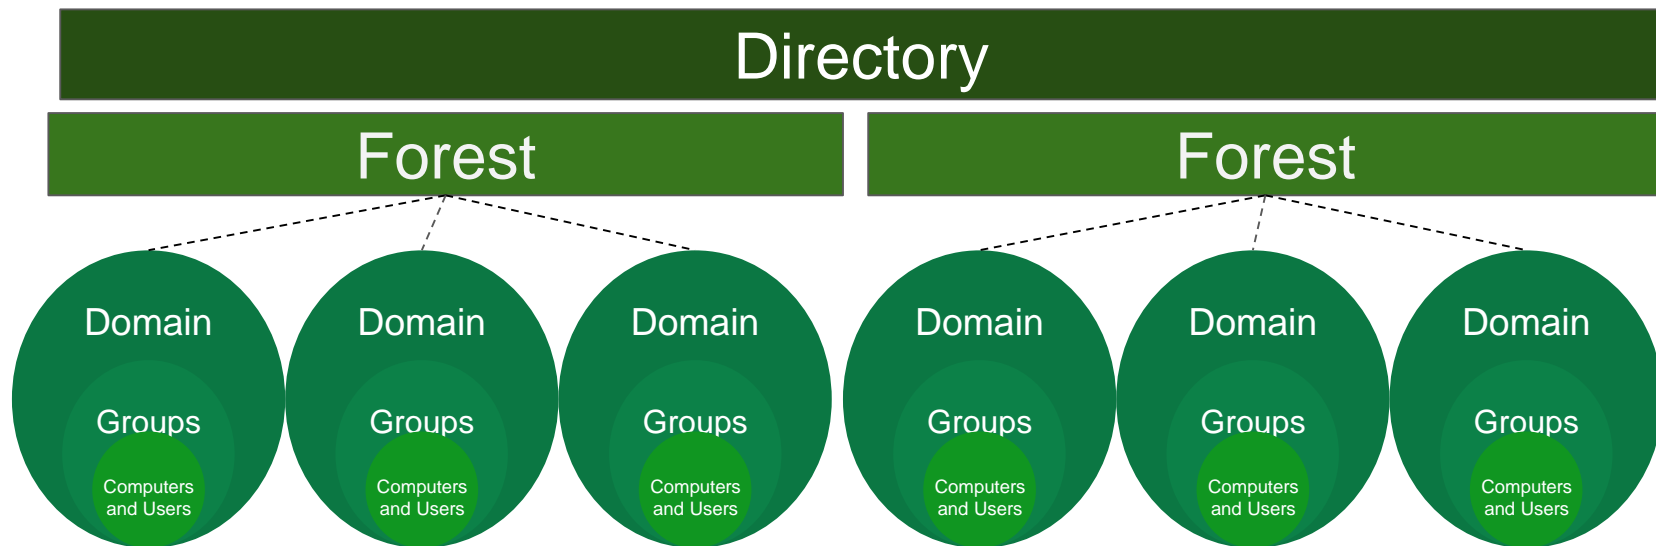 Directory
Forest
Forest
Domain
Domain
Domain
Domain
Domain
Domain
Groups
Groups
Groups
Groups
Groups
Groups
Computers
and Users
Computers
and Users
Computers
and Users
Computers
and Users
Computers
and Users
Computers
and Users